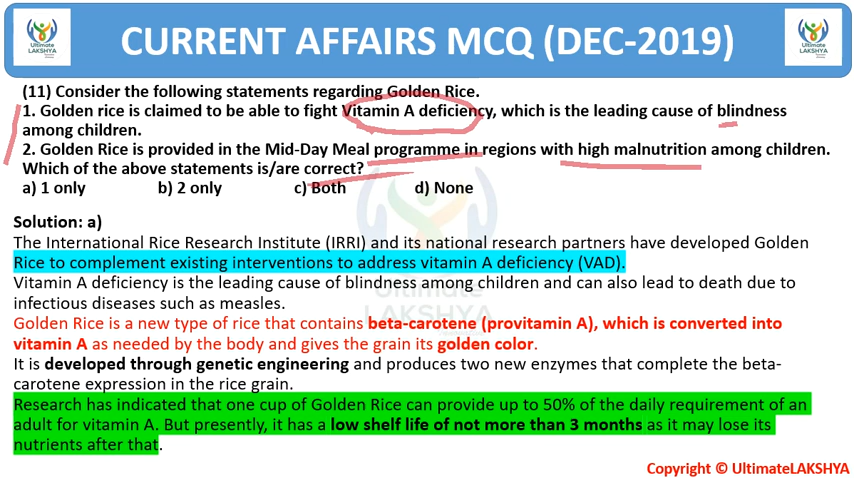 Ultimate
LAKSHYA
CURRENT AFFAIRS MCQ (DEC-2019)
Ultimate
LAKSHYA
(11) Consider the following statements regarding Golden Rice.
1. Golden rice is claimed to be able to fight Vitamin A deficiency, which is the leading cause of blindness
among children.
2. Golden Rice is provided in the Mid-Day Meal programme in regions with high malnutrition among children.
Which of the above statements is/are correct?
a) 1 only b) 2 only c) Both d) None
Solution: a)
The International Rice Research Institute (IRRI) and its national research partners have developed Golden
Rice to complement existing interventions to address vitamin A deficiency (VAD).
Vitamin A deficiency is the leading cause of blindness among children and can also lead to death due to
infectious diseases such as measles.
Ultimate
LAKSHYA
Golden Rice is a new type of rice that contains beta-carotene (provitamin A), which is converted into
vitamin A as needed by the body and gives the grain its golden color.
It is developed through genetic engineering and produces two new enzymes that complete the beta-
carotene expression in the rice grain.
Research has indicated that one cup of Golden Rice can provide up to 50% of the daily requirement of an
adult for vitamin A. But presently, it has a low shelf life of not more than 3 months as it may lose its
nutrients after that.
Copyright © UltimateLAKSHYA